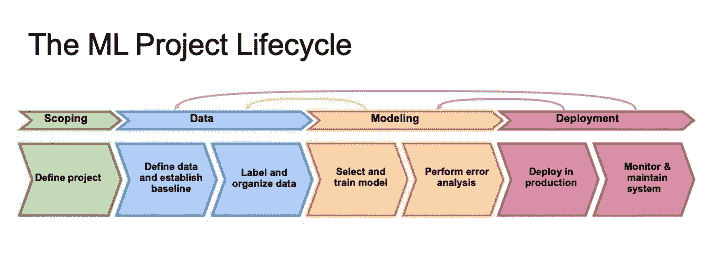 The ML Project Lifecycle
Scoping
Data
Modeling
Deployment
Define project
Define data
and establish
baseline
Label and
organize data
Select and
train model
Perform error
analysis
Deploy in
production
Monitor &
maintain
system